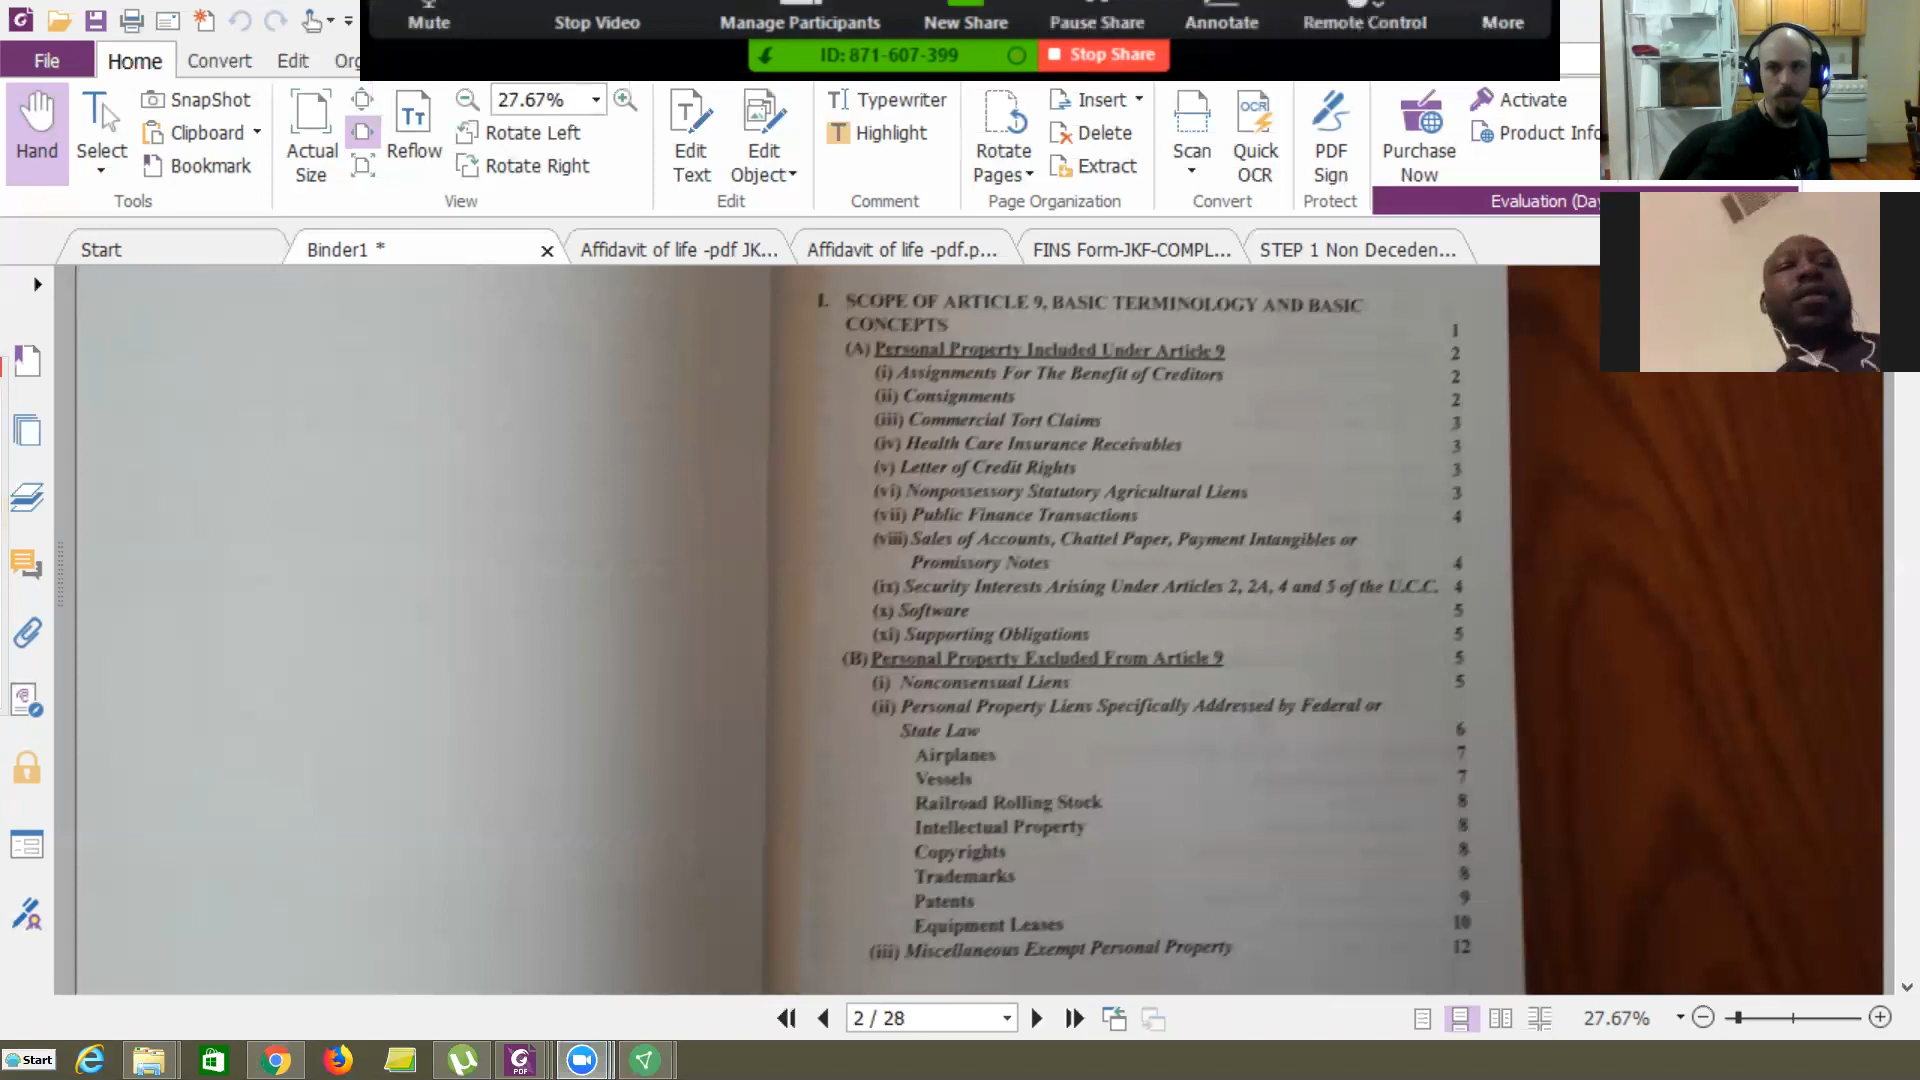 Mute Stop Video Manage Participants New Share Pause Share Annotate Remote Control More
ID: 871-607-399 Stop Share
File Home Convert Edit
Hand
Select
SnapShot
Clipboard
Bookmark
Tools
Actual Size
Reflow
27.67%
Rotate Left
Rotate Right
View
Edit Text
Edit Object
Edit
Typewriter
Highlight
Comment
Rotate Pages
Insert
Delete
Extract
Page Organization
Scan
OCR
Quick OCR
Convert
PDF Sign
Protect
Purchase Now
Activate
Product Info
Evaluation (Day
Start
Binder1 *
Affidavit of life -pdf JK...
Affidavit of life -pdf.p...
FINS Form-JKF-COMPL...
STEP 1 Non Deceden...
I. SCOPE OF ARTICLE 9, BASIC TERMINOLOGY AND BASIC
CONCEPTS 1
(A) Personal Property Included Under Article 9 2
(i) Assignments For The Benefit of Creditors 2
(ii) Consignments 2
(iii) Commercial Tort Claims 3
(iv) Health Care Insurance Receivables 3
(v) Letter of Credit Rights 3
(vi) Nonpossessory Statutory Agricultural Liens 3
(vii) Public Finance Transactions 4
(viii) Sales of Accounts, Chattel Paper, Payment Intangibles or
Promissory Notes 4
(ix) Security Interests Arising Under Articles 2, 2A, 4 and 5 of the U.C.C. 4
(x) Software 5
(xi) Supporting Obligations 5
(B) Personal Property Excluded From Article 9 5
(i) Nonconsensual Liens 5
(ii) Personal Property Liens Specifically Addressed by Federal or
State Law 6
Airplanes 7
Vessels 7
Railroad Rolling Stock 8
Intellectual Property 8
Copyrights 8
Trademarks 8
Patents 9
Equipment Leases 10
(iii) Miscellaneous Exempt Personal Property 12
2 / 28
27.67%
Start
PDF